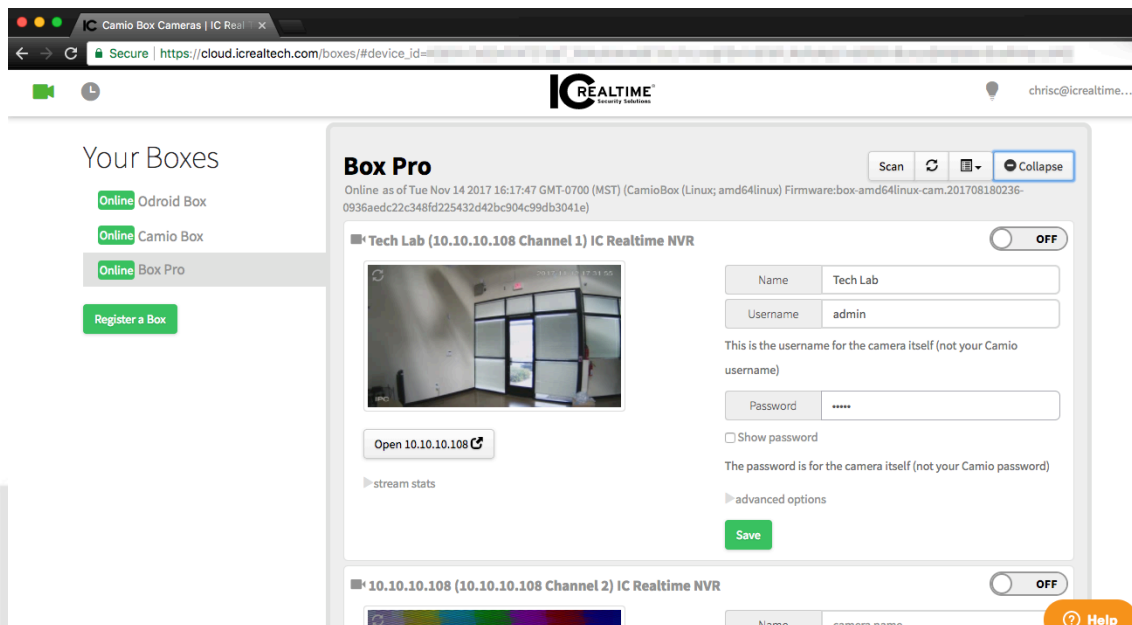 Camio Box Cameras | IC Real
Secure | https://cloud.icrealtech.com/boxes/#device_id=
IC REALTIME
Security Solutions
chrisc@icrealtime...
Your Boxes
Online Odroid Box
Online Camio Box
Online Box Pro
Register a Box
Box Pro
Scan
Collapse
Online as of Tue Nov 14 2017 16:17:47 GMT-0700 (MST) (CamioBox (Linux; amd64linux) Firmware:box-amd64linux-cam.201708180236-
0936aedc22c348fd225432d42bc904c99db3041e)
Tech Lab (10.10.10.108 Channel 1) IC Realtime NVR
OFF
IPC
Open 10.10.10.108
stream stats
Name Tech Lab
Username admin
This is the username for the camera itself (not your Camio
username)
Password •••••
Show password
The password is for the camera itself (not your Camio password)
advanced options
Save
10.10.10.108 (10.10.10.108 Channel 2) IC Realtime NVR
OFF
Name camera name
Help